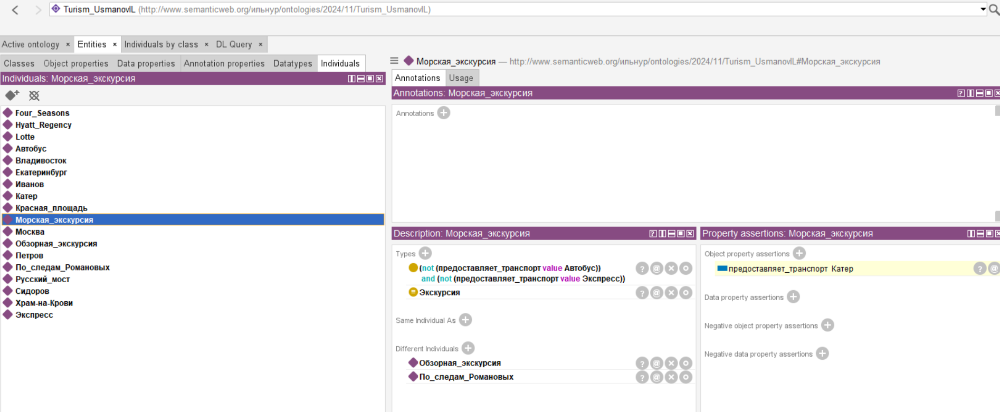 Turism_UsmanovIL (http://www.semanticweb.org/ильнур/ontologies/2024/11/Turism_UsmanovIL)
Active ontology × Entities × Individuals by class × DL Query ×
Classes Object properties Data properties Annotation properties Datatypes Individuals
Individuals: Морская_экскурсия
Four_Seasons
Hyatt_Regency
Lotte
Автобус
Владивосток
Екатеринбург
Иванов
Катер
Красная_площадь
Морская_экскурсия
Москва
Обзорная_экскурсия
Петров
По_следам_Романовых
Русский_мост
Сидоров
Храм-на-Крови
Экспресс
Морская_экскурсия — http://www.semanticweb.org/ильнур/ontologies/2024/11/Turism_UsmanovIL#Морская_экскурсия
Annotations Usage
Annotations: Морская_экскурсия
Annotations
Description: Морская_экскурсия
Types
(not (предоставляет_транспорт value Автобус))
and (not (предоставляет_транспорт value Экспресс))
Экскурсия
Same Individual As
Different Individuals
Обзорная_экскурсия
По_следам_Романовых
Property assertions: Морская_экскурсия
Object property assertions
предоставляет_транспорт Катер
Data property assertions
Negative object property assertions
Negative data property assertions